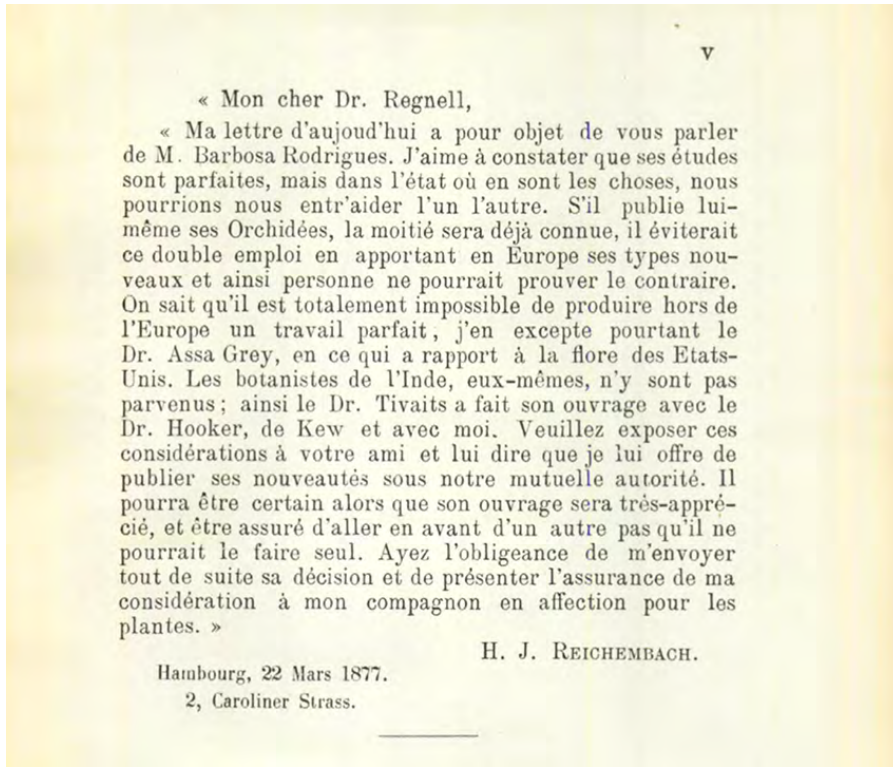 V
« Mon cher Dr. Regnell,
« Ma lettre d'aujoud'hui a pour objet de vous parler
de M. Barbosa Rodrigues. J'aime à constater que ses études
sont parfaites, mais dans l'état où en sont les choses, nous
pourrions nous entr'aider l'un l'autre. S'il publie lui-
même ses Orchidées, la moitié sera déjà connue, il éviterait
ce double emploi en apportant en Europe ses types nou-
veaux et ainsi personne ne pourrait prouver le contraire.
On sait qu'il est totalement impossible de produire hors de
l'Europe un travail parfait, j'en excepte pourtant le
Dr. Assa Grey, en ce qui a rapport à la flore des Etats-
Unis. Les botanistes de l'Inde, eux-mêmes, n'y sont pas
parvenus ; ainsi le Dr. Tivaits a fait son ouvrage avec le
Dr. Hooker, de Kew et avec moi. Veuillez exposer ces
considérations à votre ami et lui dire que je lui offre de
publier ses nouveautés sous notre mutuelle autorité. Il
pourra être certain alors que son ouvrage sera très-appré-
cié, et être assuré d'aller en avant d'un autre pas qu'il ne
pourrait le faire seul. Ayez l'obligeance de m'envoyer
tout de suite sa décision et de présenter l'assurance de ma
considération à mon compagnon en affection pour les
plantes. »
H. J. REICHEMBACH.
Hambourg, 22 Mars 1877.
2, Caroliner Strass.